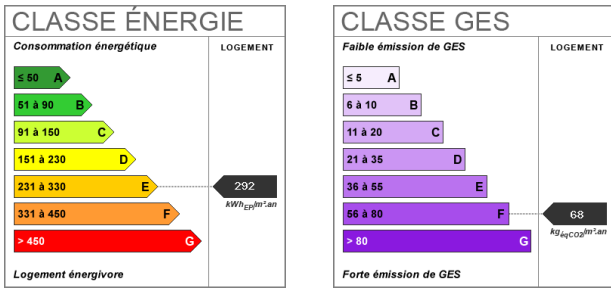 CLASSE ÉNERGIE
Consommation énergétique
LOGEMENT
≤ 50 A
51 à 90 B
91 à 150 C
151 à 230 D
231 à 330 E
292
kWhEP/m².an
331 à 450 F
> 450 G
Logement énergivore
CLASSE GES
Faible émission de GES
LOGEMENT
≤ 5 A
6 à 10 B
11 à 20 C
21 à 35 D
36 à 55 E
56 à 80 F
68
kgéqCO2/m².an
> 80 G
Forte émission de GES